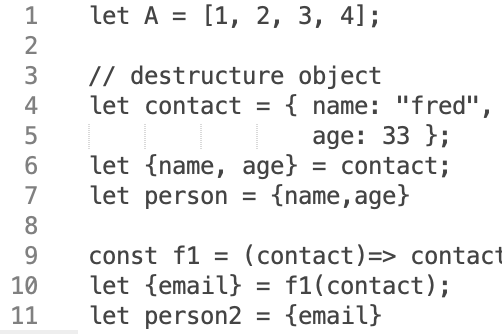 1 let A = [1, 2, 3, 4];
2
3 // destructure object
4 let contact = { name: "fred",
5 age: 33 };
6 let {name, age} = contact;
7 let person = {name,age}
8
9 const f1 = (contact)=> contact
10 let {email} = f1(contact);
11 let person2 = {email}